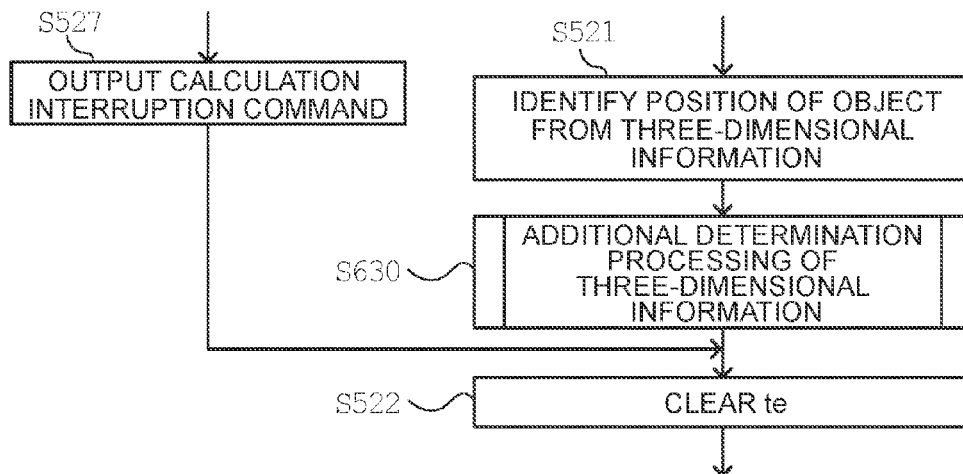 S527
OUTPUT CALCULATION
INTERRUPTION COMMAND
S521
IDENTIFY POSITION OF OBJECT
FROM THREE-DIMENSIONAL
INFORMATION
S630
ADDITIONAL DETERMINATION
PROCESSING OF
THREE-DIMENSIONAL
INFORMATION
S522
CLEAR te